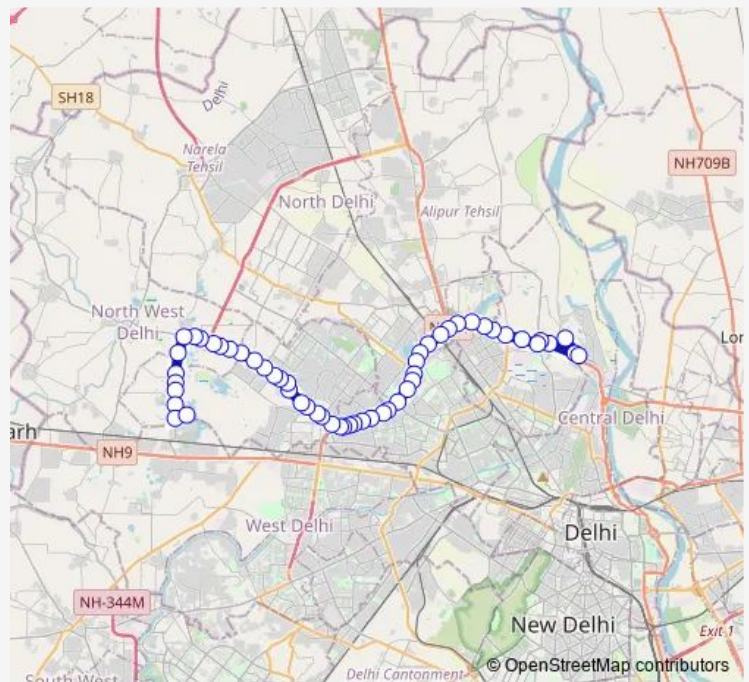 SH18
Delhi
Narela
Tehsil
NH709B
North Delhi
Alipur Tehsil
North West
Delhi
N
Lor
Central Delhi
arh
NH9
West Delhi
Delhi
NH-344M
New Delhi
Exit 1
South West
Delhi Cantonment
© OpenStreetMap contributors